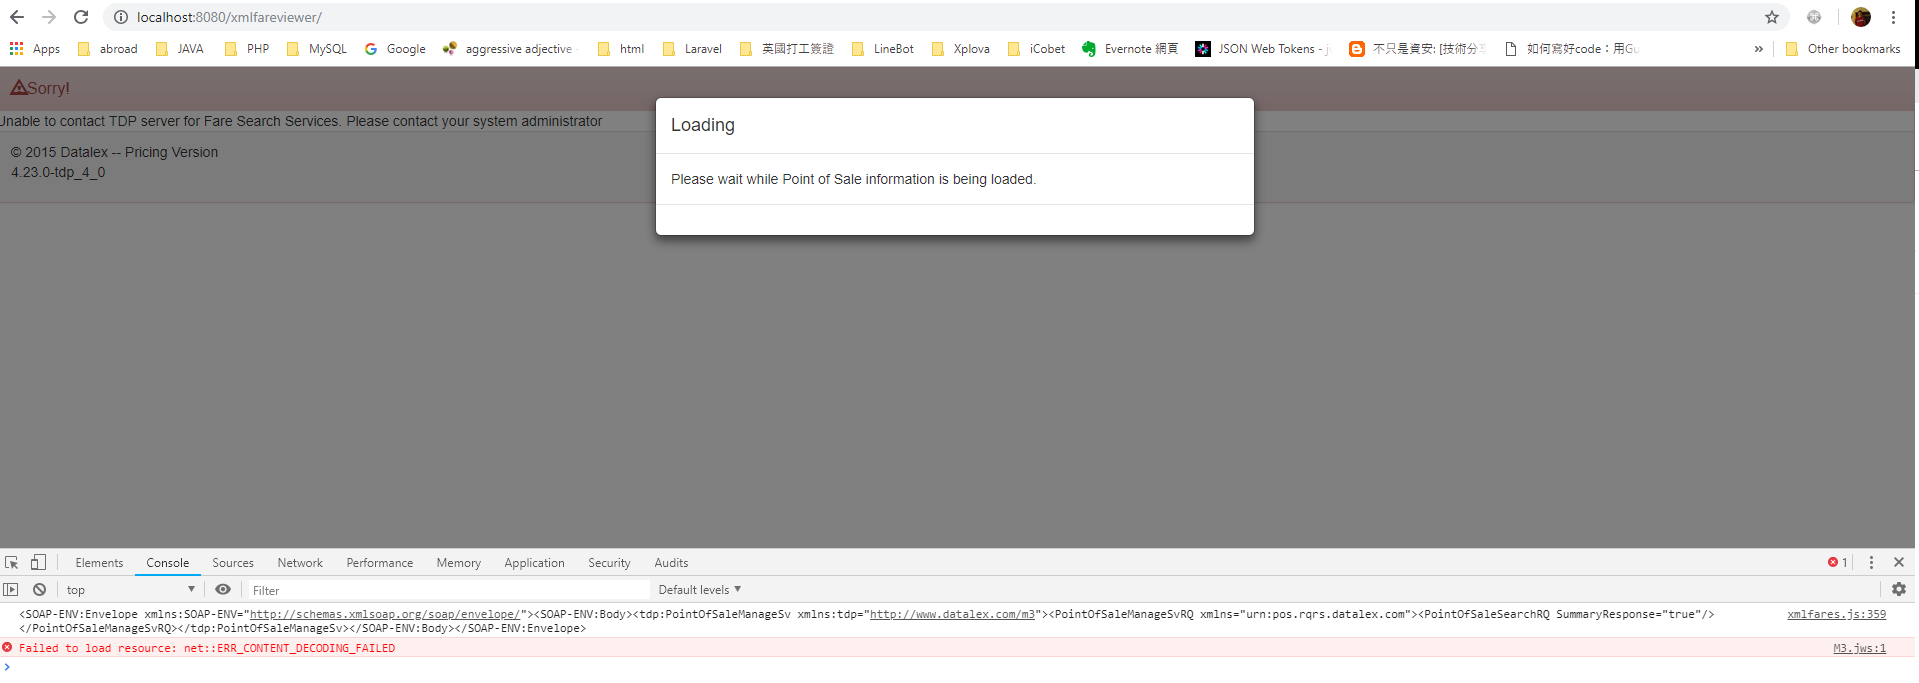 localhost:8080/xmlfareviewer/
Apps abroad JAVA PHP MySQL Google aggressive adjective html Laravel 英國打工簽證 LineBot Xplova iCobet Evernote 網頁 JSON Web Tokens - 不只是資安: [技術分 如何寫好code：用Gu » Other bookmarks
Sorry!
Unable to contact TDP server for Fare Search Services. Please contact your system administrator
© 2015 Datalex -- Pricing Version
4.23.0-tdp_4_0
Loading
Please wait while Point of Sale information is being loaded.
Elements Console Sources Network Performance Memory Application Security Audits 1
top Filter Default levels
<SOAP-ENV:Envelope xmlns:SOAP-ENV="http://schemas.xmlsoap.org/soap/envelope/"><SOAP-ENV:Body><tdp:PointOfSaleManageSv xmlns:tdp="http://www.datalex.com/m3"><PointOfSaleManageSvRQ xmlns="urn:pos.rqrs.datalex.com"><PointOfSaleSearchRQ SummaryResponse="true"/> xmlfares.js:359
</PointOfSaleManageSvRQ></tdp:PointOfSaleManageSv></SOAP-ENV:Body></SOAP-ENV:Envelope>
Failed to load resource: net::ERR_CONTENT_DECODING_FAILED M3.jws:1